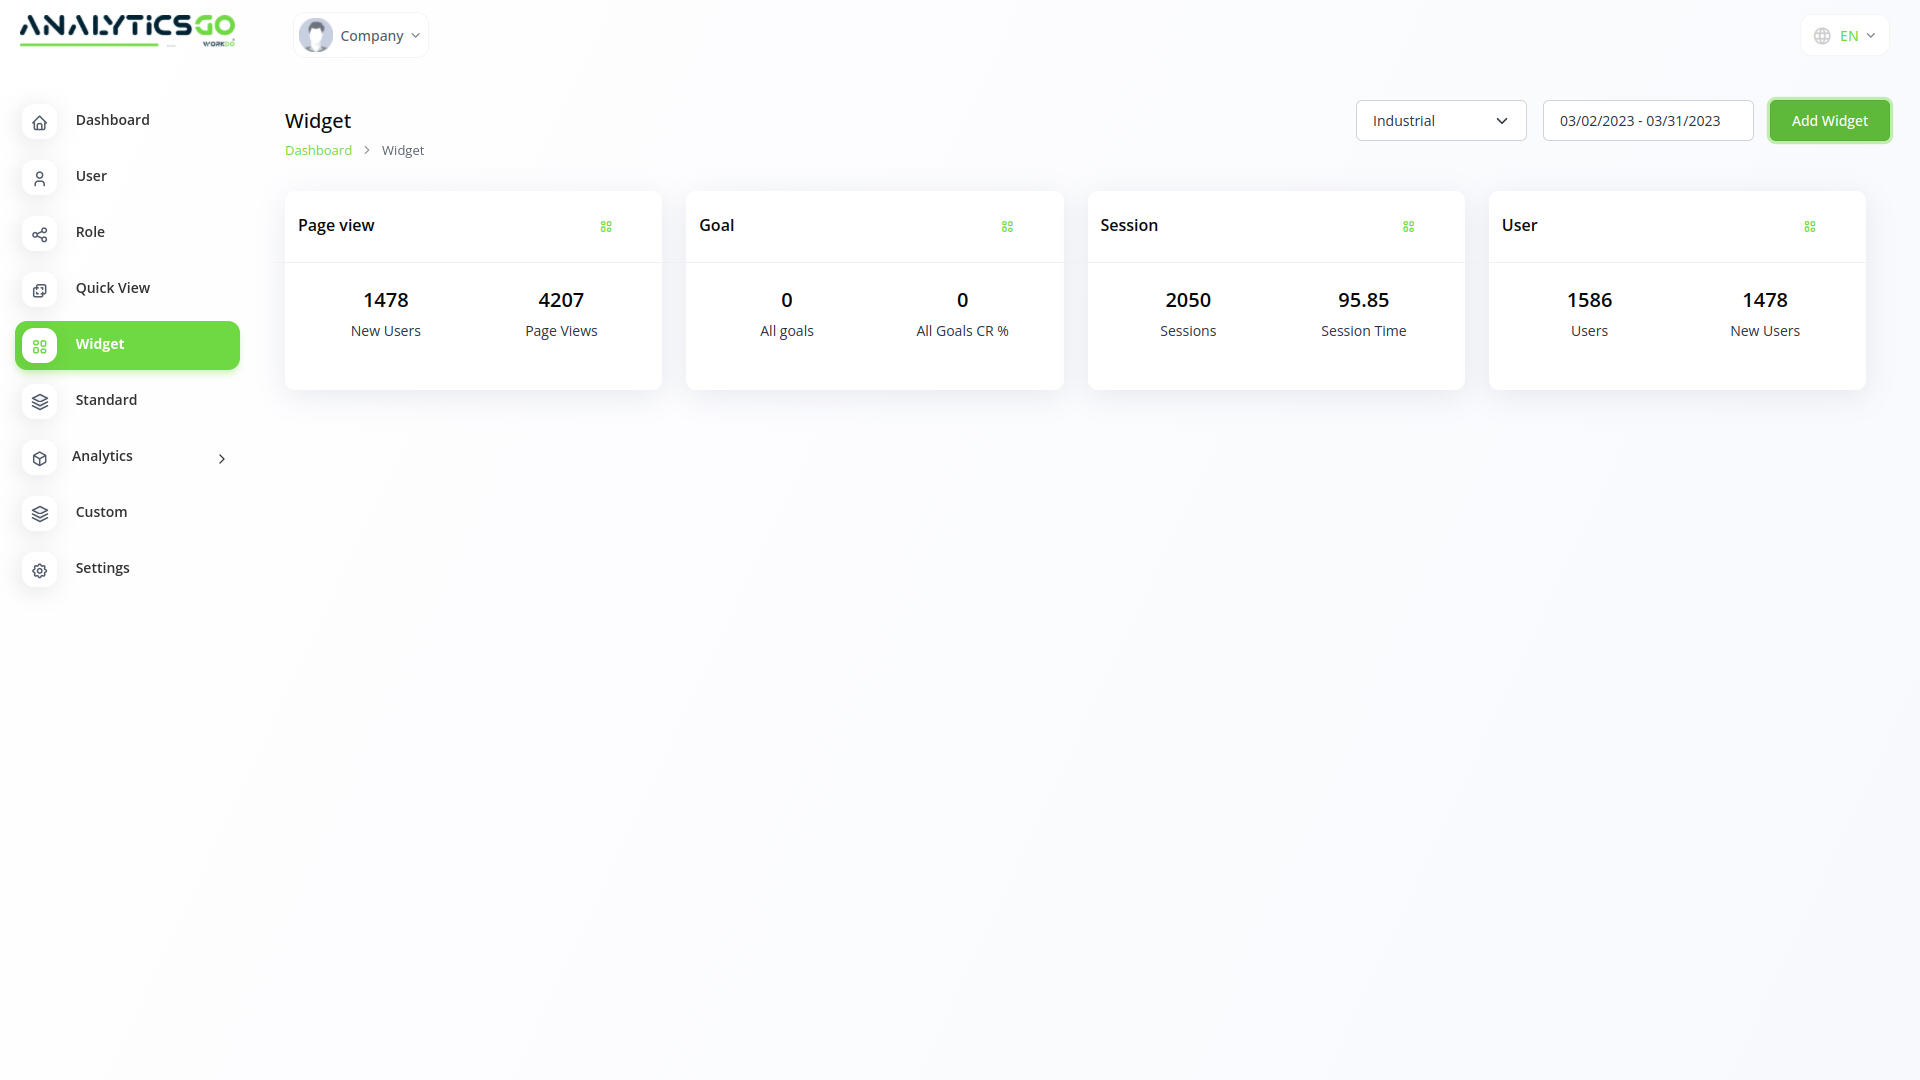 ANALYTiCSGO
WORKDO
Company
EN
Dashboard
User
Role
Quick View
Widget
Standard
Analytics
Custom
Settings
Widget
Dashboard > Widget
Industrial
03/02/2023 - 03/31/2023
Add Widget
Page view
1478 4207
New Users Page Views
Goal
0 0
All goals All Goals CR %
Session
2050 95.85
Sessions Session Time
User
1586 1478
Users New Users